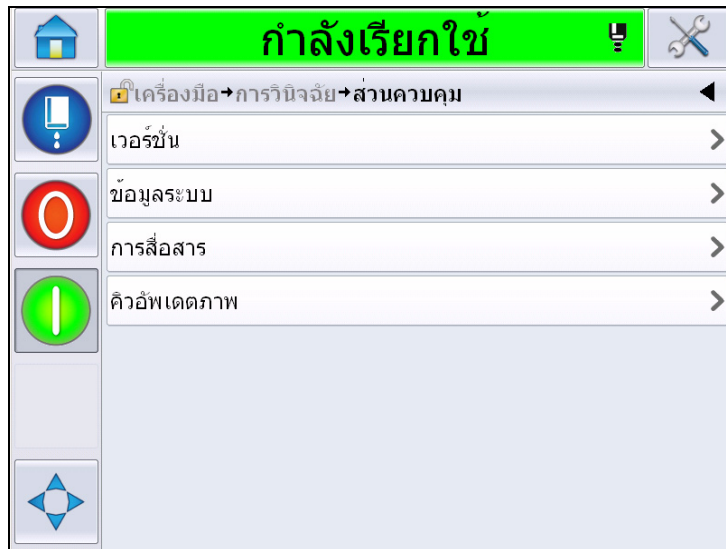 กำลังเรียกใช้
เครื่องมือ→การวินิจฉัย→ส่วนควบคุม
เวอร์ชั่น
ข้อมูลระบบ
การสื่อสาร
คิวอัพเดตภาพ